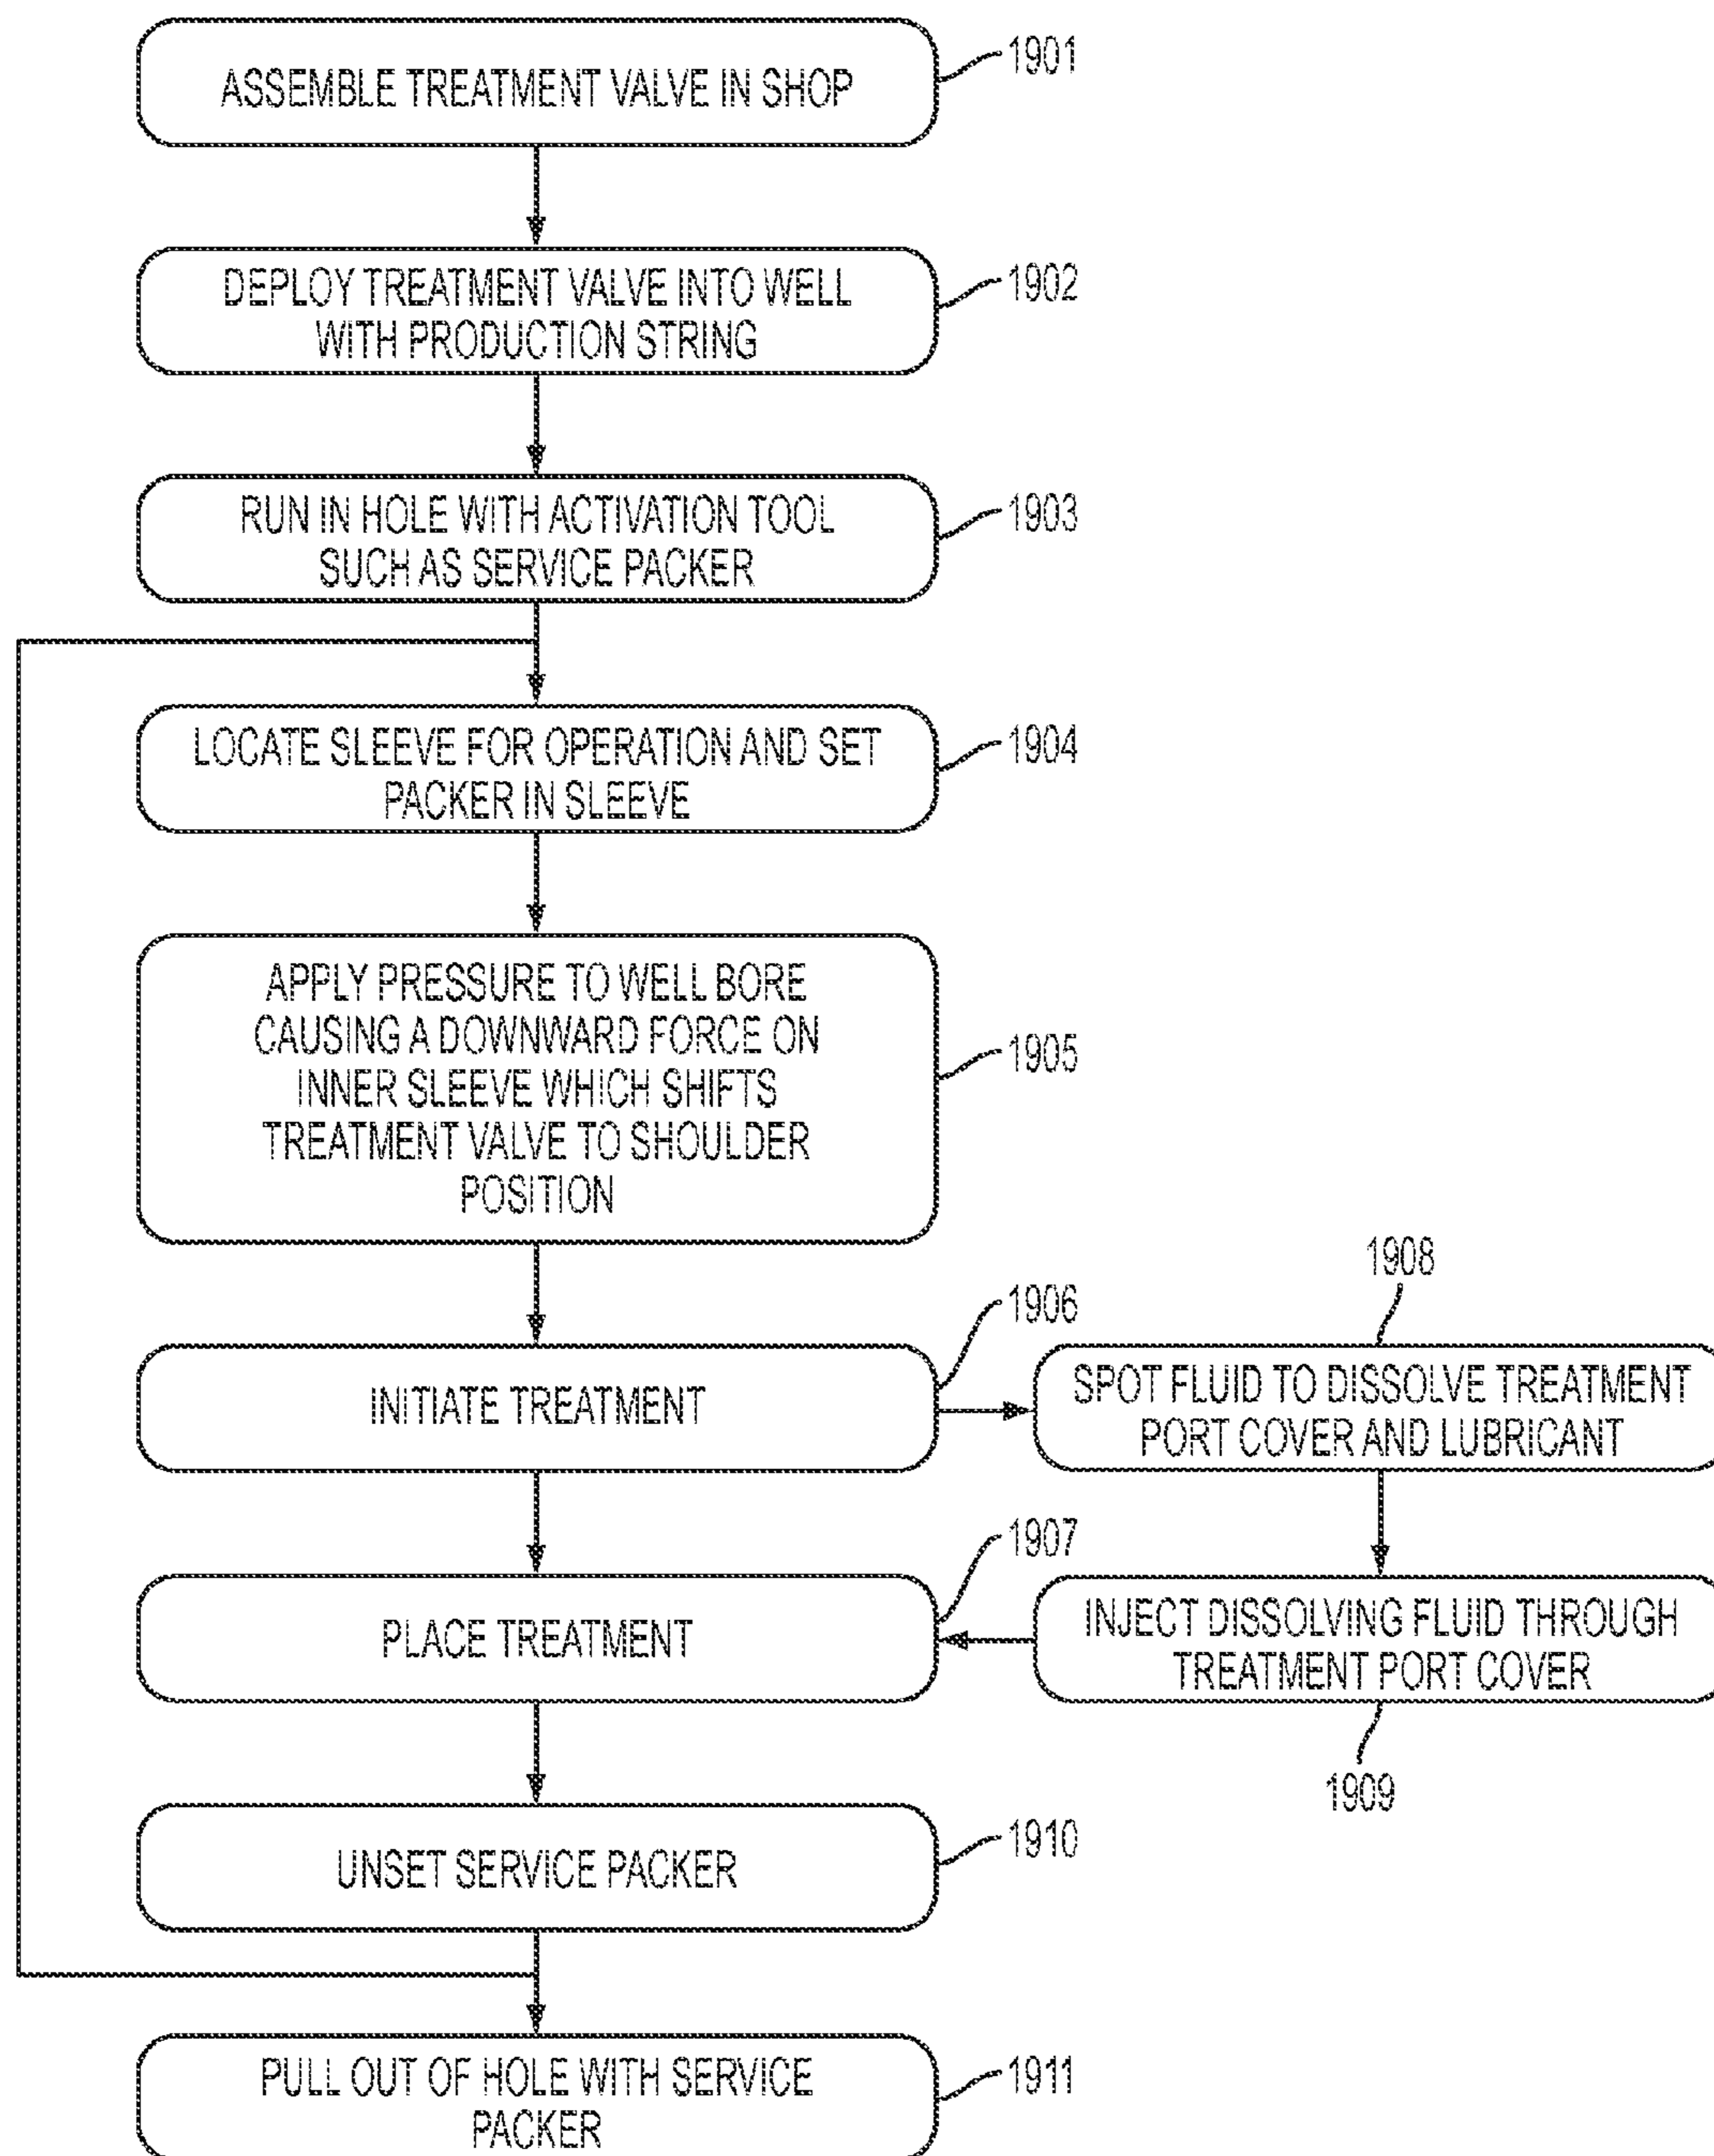 ASSEMBLE TREATMENT VALVE IN SHOP
1901
DEPLOY TREATMENT VALVE INTO WELL
WITH PRODUCTION STRING
1902
RUN IN HOLE WITH ACTIVATION TOOL
SUCH AS SERVICE PACKER
1903
LOCATE SLEEVE FOR OPERATION AND SET
PACKER IN SLEEVE
1904
APPLY PRESSURE TO WELL BORE
CAUSING A DOWNWARD FORCE ON
INNER SLEEVE WHICH SHIFTS
TREATMENT VALVE TO SHOULDER
POSITION
1905
INITIATE TREATMENT
1906
1908
SPOT FLUID TO DISSOLVE TREATMENT
PORT COVER AND LUBRICANT
PLACE TREATMENT
1907
INJECT DISSOLVING FLUID THROUGH
TREATMENT PORT COVER
1909
UNSET SERVICE PACKER
1910
PULL OUT OF HOLE WITH SERVICE
PACKER
1911